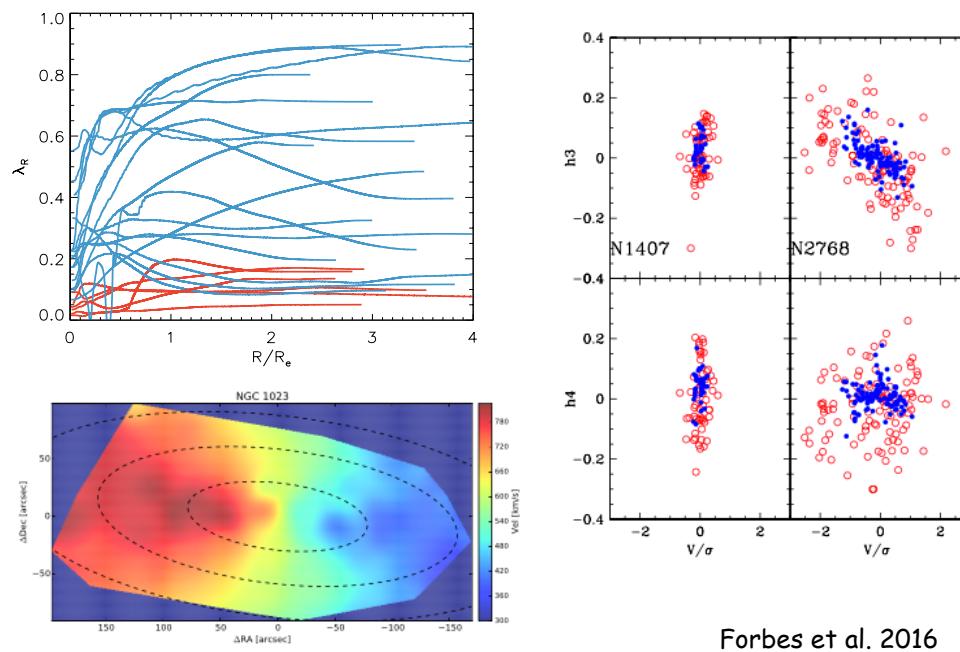 1.0
0.8
0.6
0.4
0.2
0.0
λR
0 1 2 3 4
R/Re
NGC 1023
50
0
−50
ΔDec [arcsec]
150 100 50 0 −50 −100 −150
ΔRA [arcsec]
780
720
660
600
540
480
420
360
300
Vel [km/s]
0.4
0.2
0
-0.2
-0.4
h3
N1407 N2768
0.2
0
-0.2
-0.4
h4
-2 0 2 -2 0 2
V/σ V/σ
Forbes et al. 2016